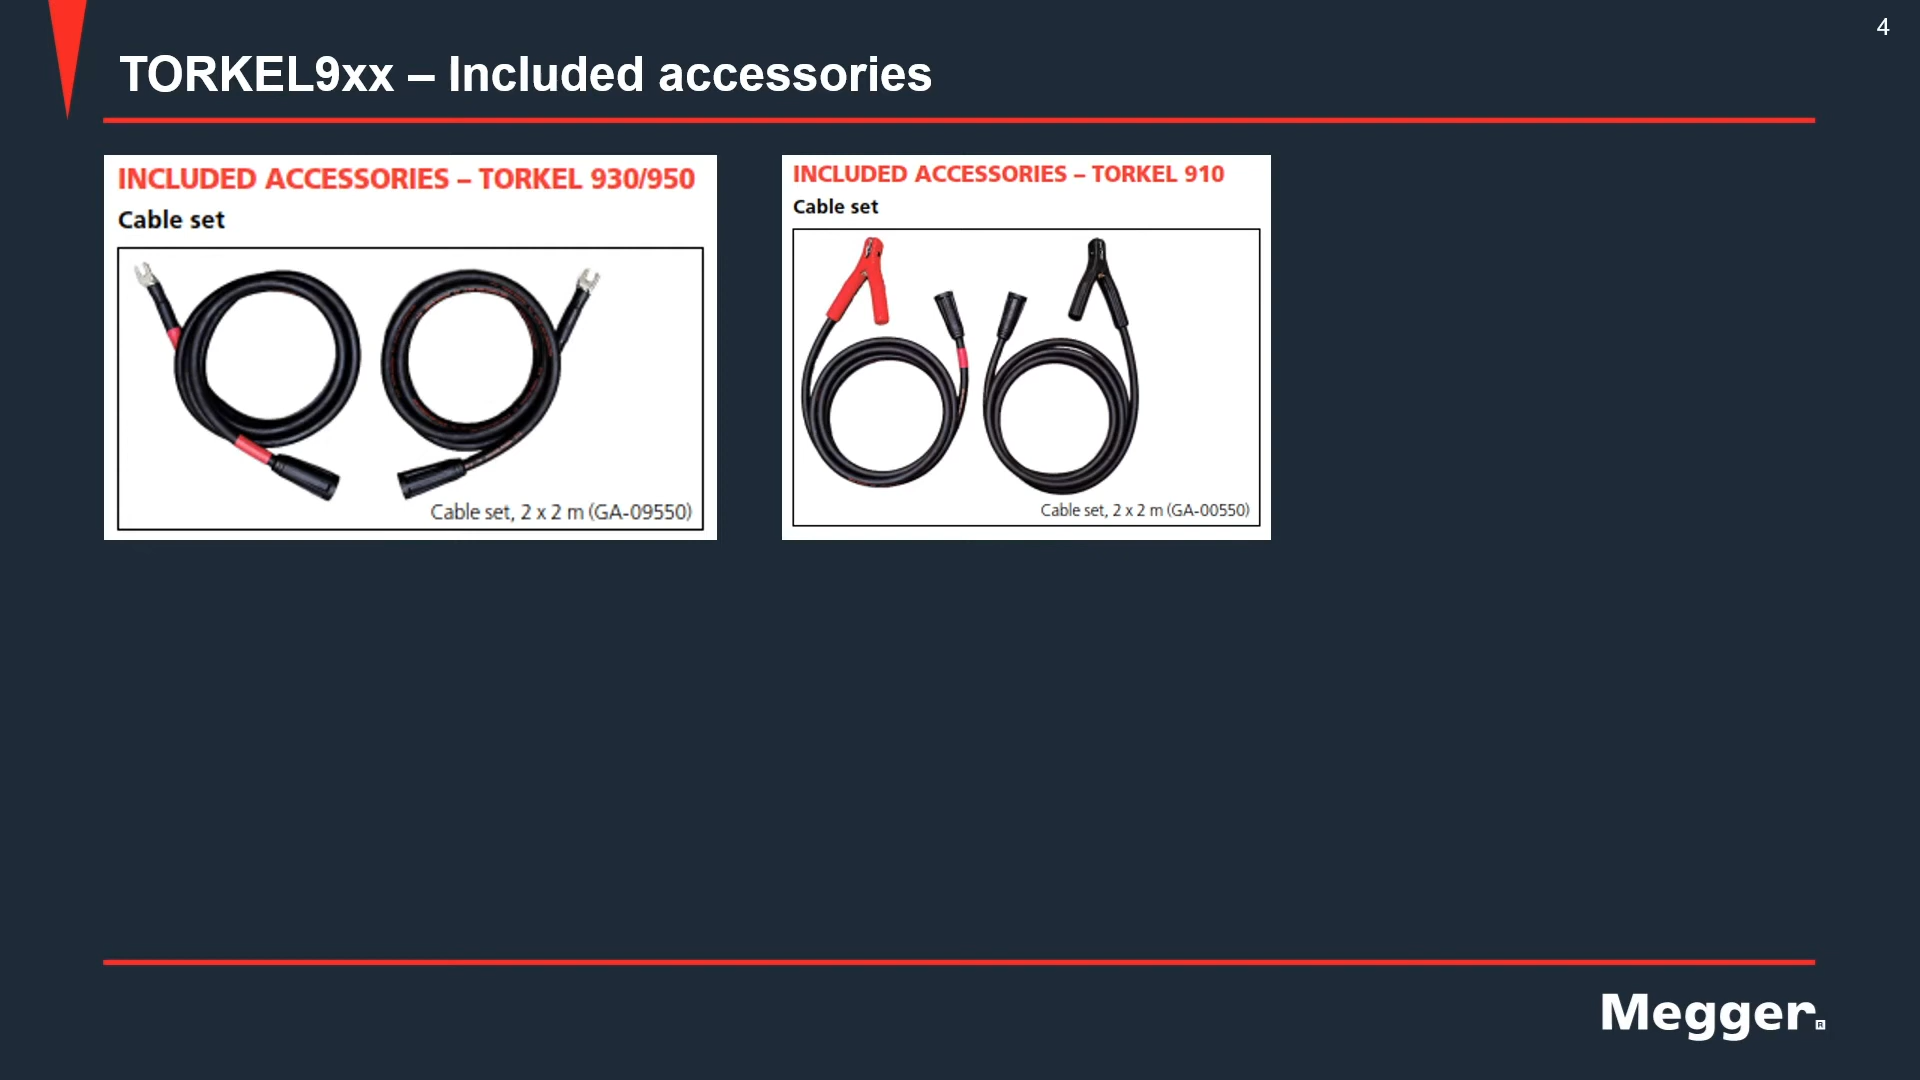 4
TORKEL9xx – Included accessories
INCLUDED ACCESSORIES – TORKEL 930/950
Cable set
Cable set, 2 x 2 m (GA-09550)
INCLUDED ACCESSORIES – TORKEL 910
Cable set
Cable set, 2 x 2 m (GA-00550)
Megger®